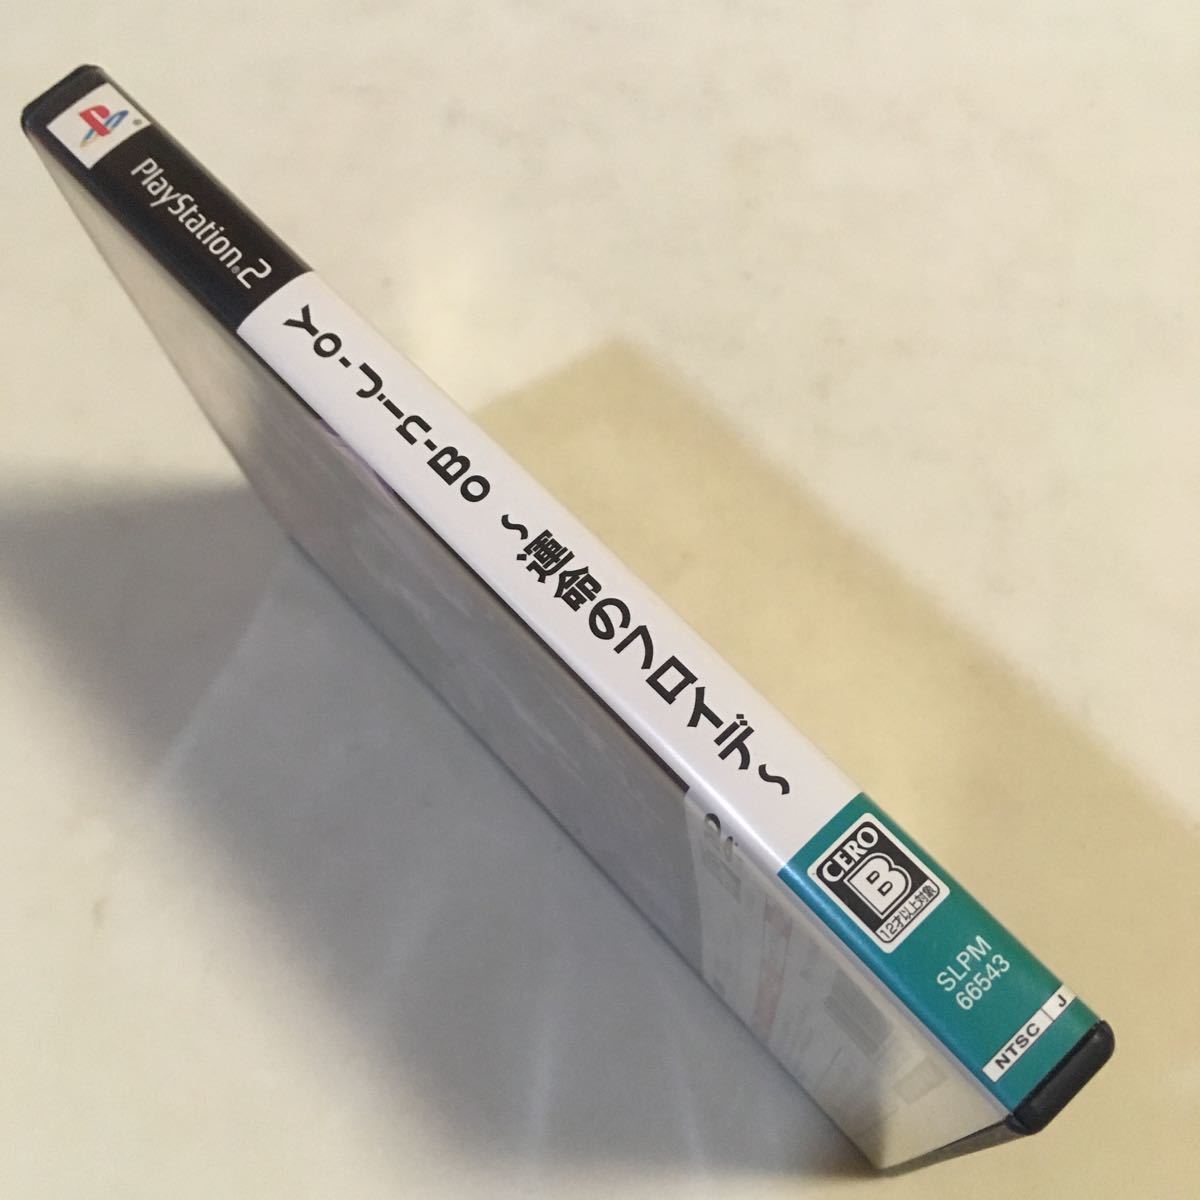 PlayStation®2
Yo-Jin-Bo ～運命のフロイデ～
CERO
B
12才以上対象
SLPM
66543
NTSC J